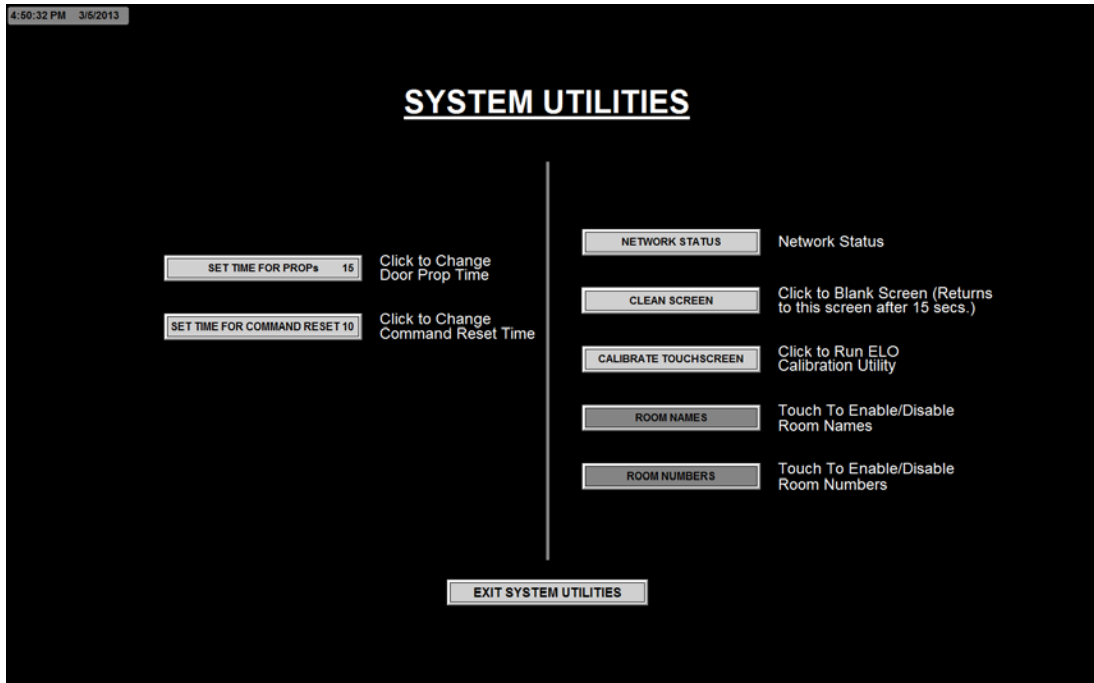 4:50:32 PM 3/5/2013
SYSTEM UTILITIES
SET TIME FOR PROPs 15
Click to Change
Door Prop Time
SET TIME FOR COMMAND RESET 10
Click to Change
Command Reset Time
NETWORK STATUS
Network Status
CLEAN SCREEN
Click to Blank Screen (Returns
to this screen after 15 secs.)
CALIBRATE TOUCHSCREEN
Click to Run ELO
Calibration Utility
ROOM NAMES
Touch To Enable/Disable
Room Names
ROOM NUMBERS
Touch To Enable/Disable
Room Numbers
EXIT SYSTEM UTILITIES